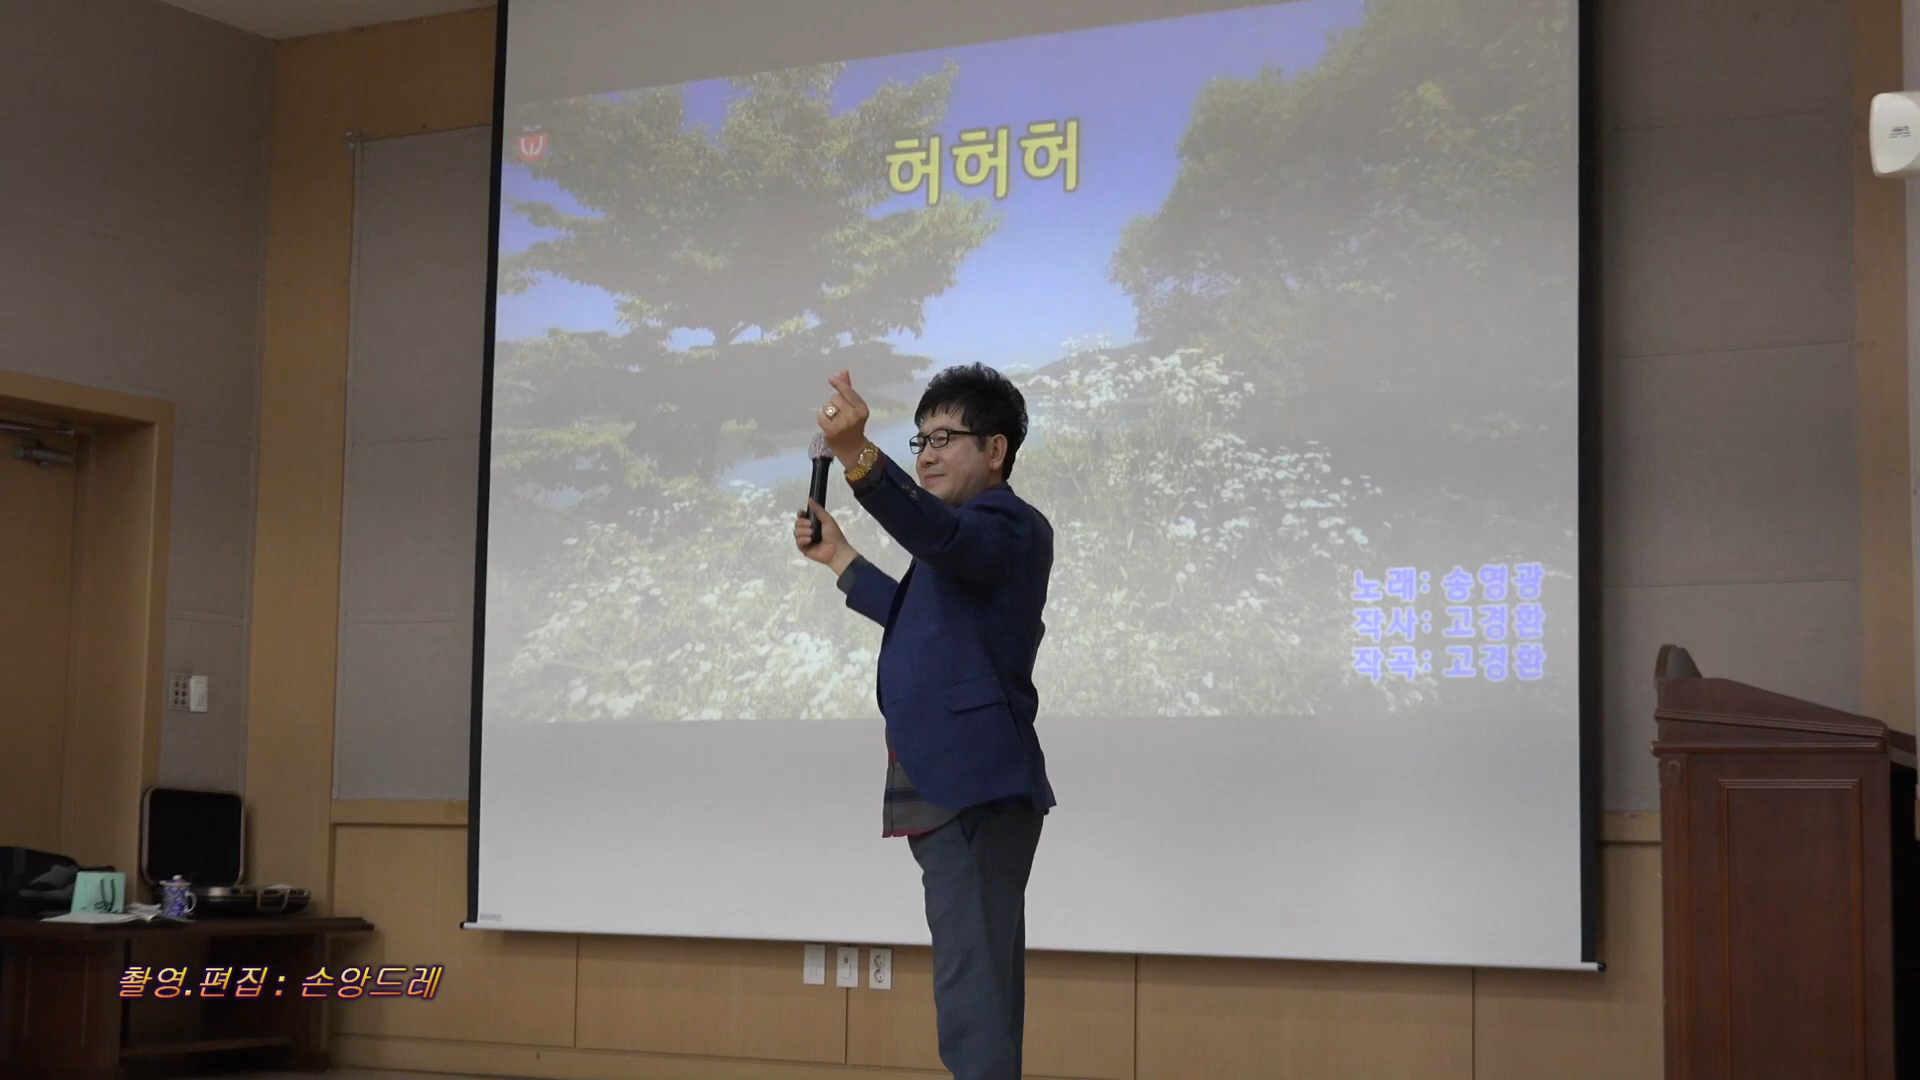 허허허
노래: 송영광
작사: 고경환
작곡: 고경환
촬영.편집 : 손앙드레